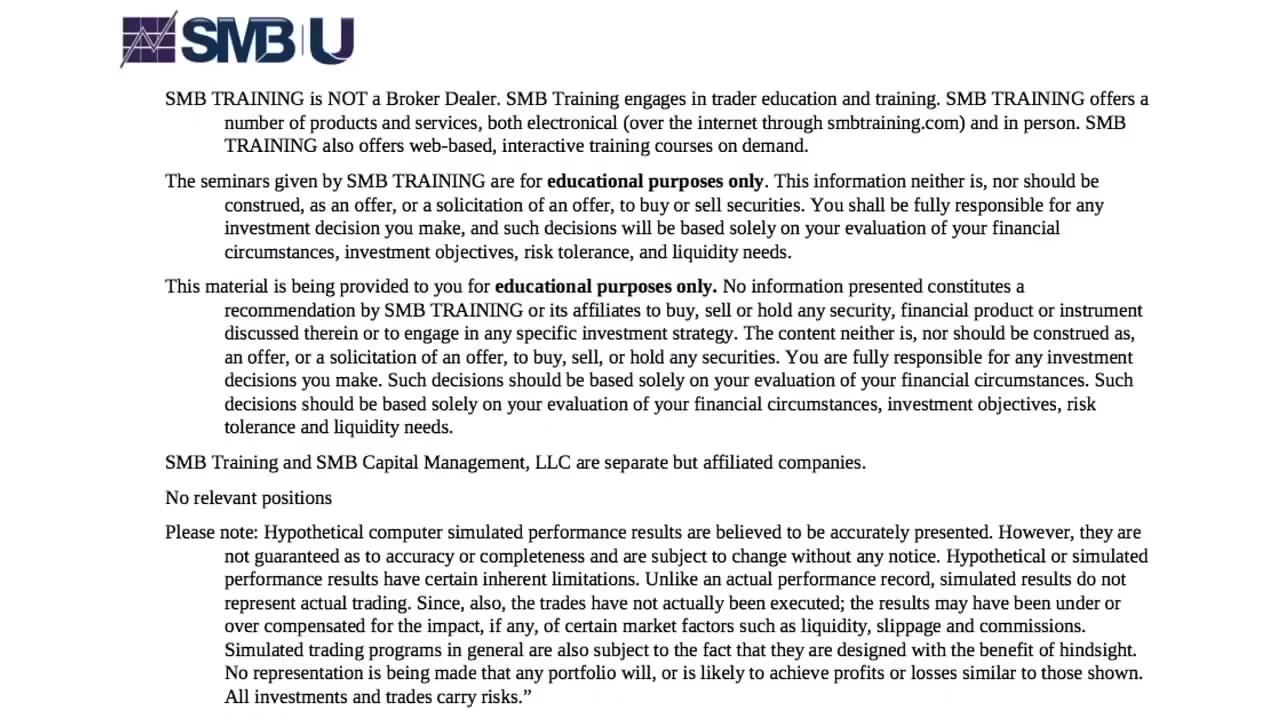 SMB U
SMB TRAINING is NOT a Broker Dealer. SMB Training engages in trader education and training. SMB TRAINING offers a
number of products and services, both electronical (over the internet through smbtraining.com) and in person. SMB
TRAINING also offers web-based, interactive training courses on demand.
The seminars given by SMB TRAINING are for educational purposes only. This information neither is, nor should be
construed, as an offer, or a solicitation of an offer, to buy or sell securities. You shall be fully responsible for any
investment decision you make, and such decisions will be based solely on your evaluation of your financial
circumstances, investment objectives, risk tolerance, and liquidity needs.
This material is being provided to you for educational purposes only. No information presented constitutes a
recommendation by SMB TRAINING or its affiliates to buy, sell or hold any security, financial product or instrument
discussed therein or to engage in any specific investment strategy. The content neither is, nor should be construed as,
an offer, or a solicitation of an offer, to buy, sell, or hold any securities. You are fully responsible for any investment
decisions you make. Such decisions should be based solely on your evaluation of your financial circumstances. Such
decisions should be based solely on your evaluation of your financial circumstances, investment objectives, risk
tolerance and liquidity needs.
SMB Training and SMB Capital Management, LLC are separate but affiliated companies.
No relevant positions
Please note: Hypothetical computer simulated performance results are believed to be accurately presented. However, they are
not guaranteed as to accuracy or completeness and are subject to change without any notice. Hypothetical or simulated
performance results have certain inherent limitations. Unlike an actual performance record, simulated results do not
represent actual trading. Since, also, the trades have not actually been executed; the results may have been under or
over compensated for the impact, if any, of certain market factors such as liquidity, slippage and commissions.
Simulated trading programs in general are also subject to the fact that they are designed with the benefit of hindsight.
No representation is being made that any portfolio will, or is likely to achieve profits or losses similar to those shown.
All investments and trades carry risks.”